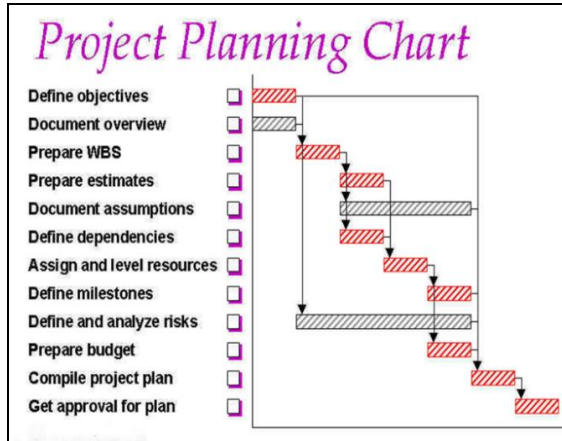 Project Planning Chart
Define objectives
Document overview
Prepare WBS
Prepare estimates
Document assumptions
Define dependencies
Assign and level resources
Define milestones
Define and analyze risks
Prepare budget
Compile project plan
Get approval for plan